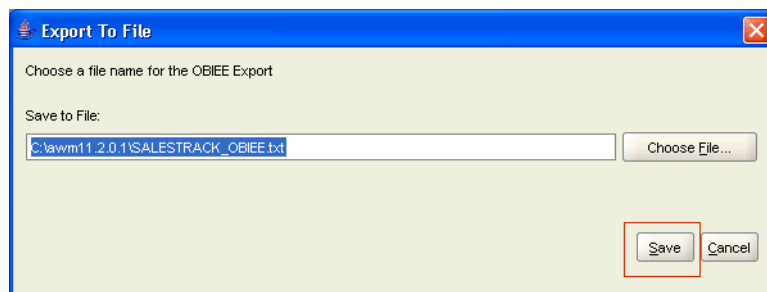 Export To File
Choose a file name for the OBIEE Export
Save to File:
C:\awm11.2.0.1\SALESTRACK_OBIEE.txt
Choose File...
Save
Cancel